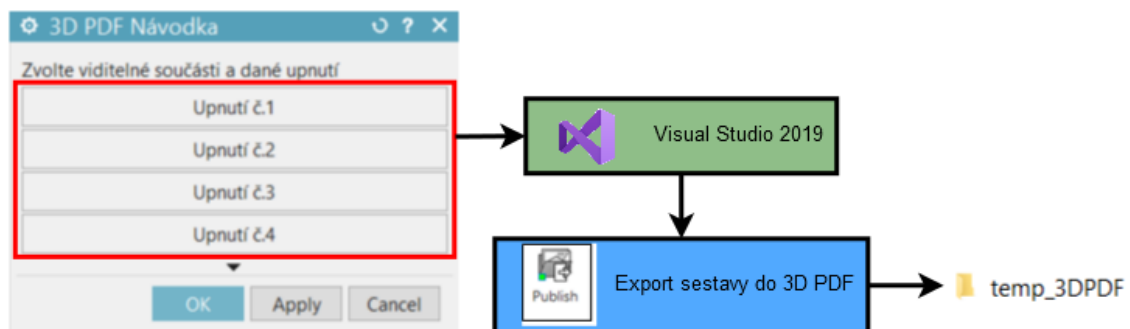 3D PDF Návodka
Zvolte viditelné součásti a dané upnutí
Upnutí č.1
Upnutí č.2
Upnutí č.3
Upnutí č.4
OK Apply Cancel
Visual Studio 2019
Publish
Export sestavy do 3D PDF
temp_3DPDF